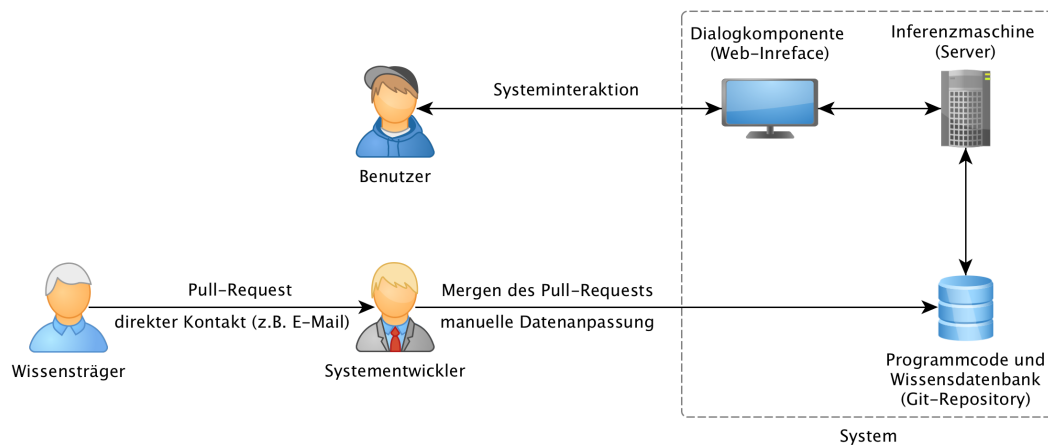 Dialogkomponente
(Web-Inreface)
Inferenzmaschine
(Server)
Systeminteraktion
Benutzer
Pull-Request
direkter Kontakt (z.B. E-Mail)
Mergen des Pull-Requests
manuelle Datenanpassung
Wissensträger
Systementwickler
Programmcode und
Wissensdatenbank
(Git-Repository)
System